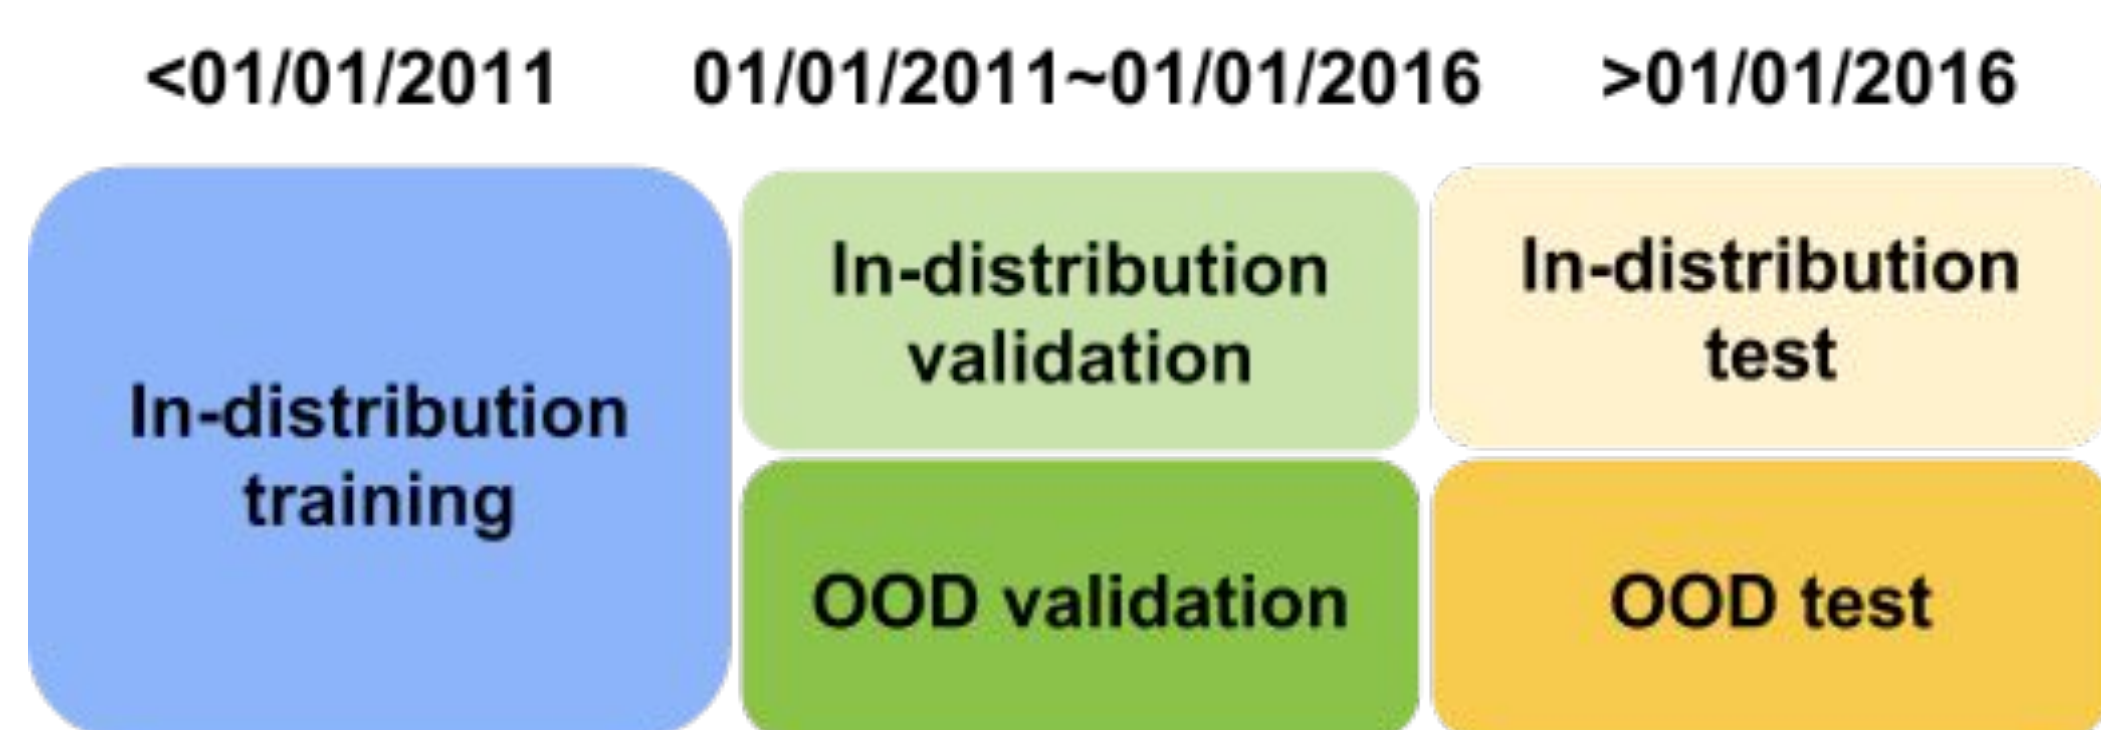 <01/01/2011
01/01/2011~01/01/2016
>01/01/2016
In-distribution
training
In-distribution
validation
In-distribution
test
OOD validation
OOD test